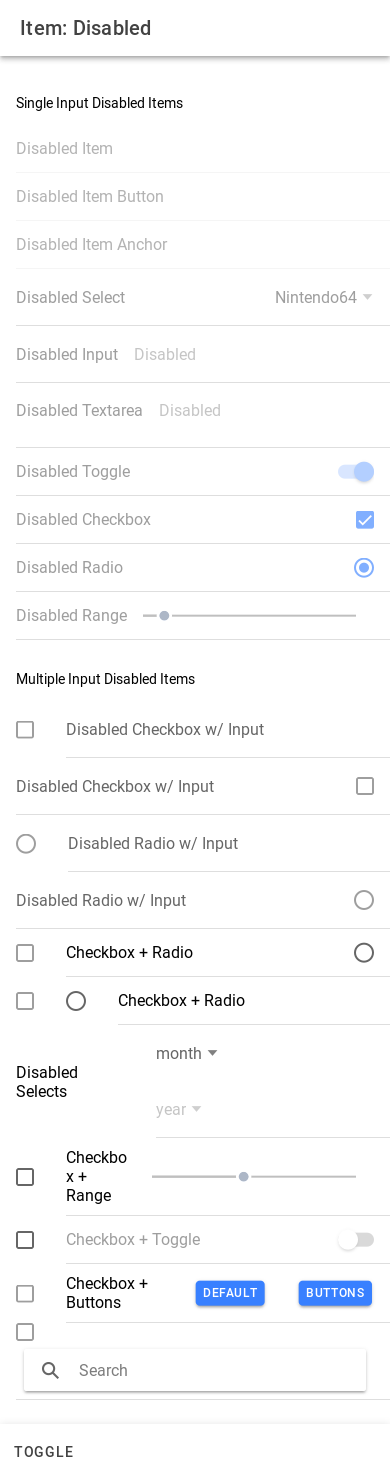 Item: Disabled
Single Input Disabled Items
Disabled Item
Disabled Item Button
Disabled Item Anchor
Disabled Select Nintendo64
Disabled Input Disabled
Disabled Textarea Disabled
Disabled Toggle
Disabled Checkbox
Disabled Radio
Disabled Range
Multiple Input Disabled Items
Disabled Checkbox w/ Input
Disabled Checkbox w/ Input
Disabled Radio w/ Input
Disabled Radio w/ Input
Checkbox + Radio
Checkbox + Radio
month
Disabled
Selects
year
Checkbo
x +
Range
Checkbox + Toggle
Checkbox +
Buttons
DEFAULT BUTTONS
Search
TOGGLE